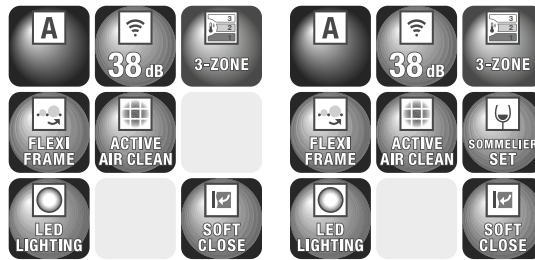 A
38 dB
3
2
1
3-ZONE
A
38 dB
3
2
1
3-ZONE
FLEXI
FRAME
ACTIVE
AIR CLEAN
FLEXI
FRAME
ACTIVE
AIR CLEAN
SOMMELIER
SET
LED
LIGHTING
SOFT
CLOSE
LED
LIGHTING
SOFT
CLOSE